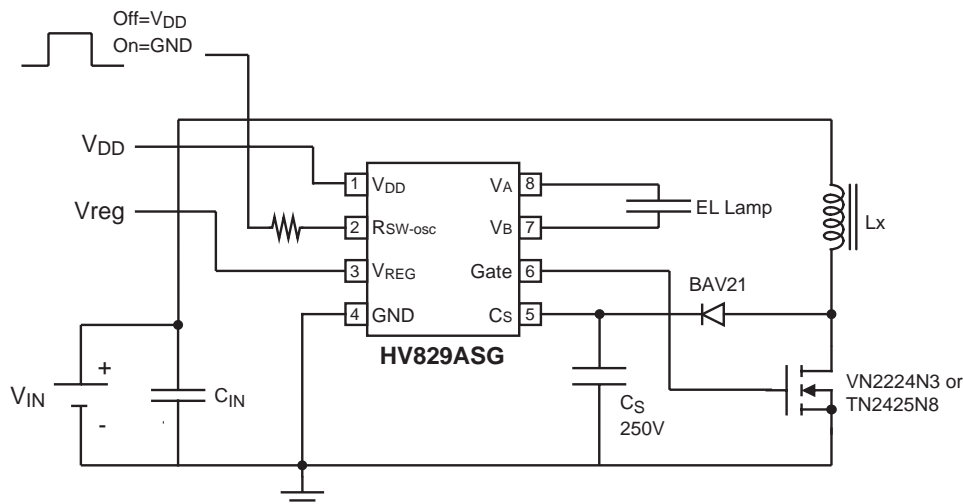 Off=VDD
On=GND
VDD
Vreg
1 VDD
2 RSW-osc
3 VREG
4 GND
VA 8
VB 7
Gate 6
CS 5
HV829ASG
EL Lamp
Lx
BAV21
VIN
+
-
CIN
CS
250V
VN2224N3 or
TN2425N8